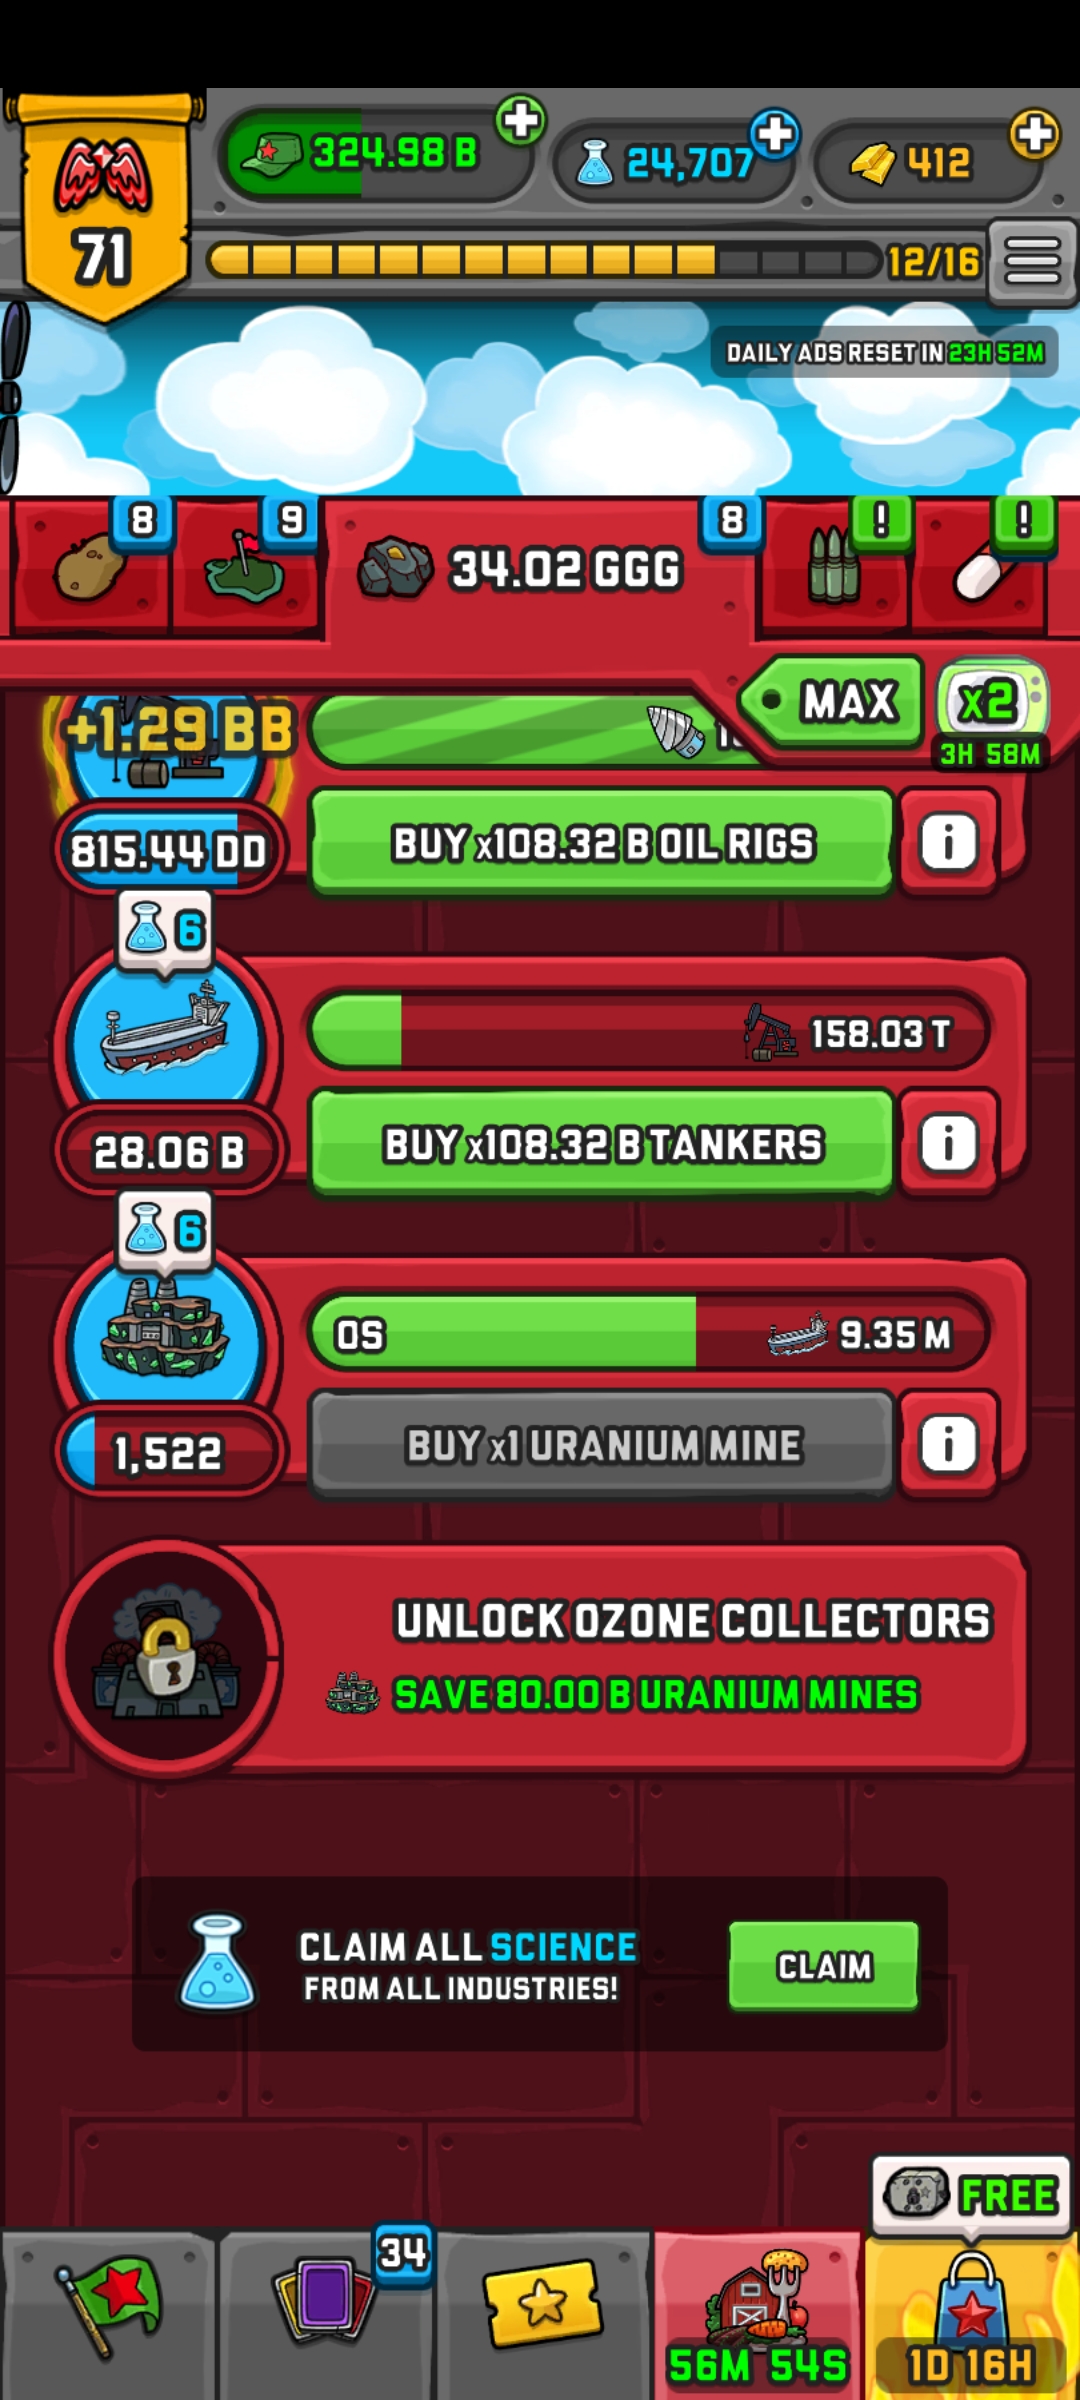 324.98 B
24,707
412
71
12/16
DAILY ADS RESET IN 23H 52M
8
9
34.02 GGG
8
!
!
MAX
x2
3H 58M
+1.29 BB
815.44 DD
BUY x108.32 B OIL RIGS
i
6
158.03 T
28.06 B
BUY x108.32 B TANKERS
i
6
0S
9.35 M
1,522
BUY x1 URANIUM MINE
i
UNLOCK OZONE COLLECTORS
SAVE 80.00 B URANIUM MINES
CLAIM ALL SCIENCE
FROM ALL INDUSTRIES!
CLAIM
FREE
34
56M 54S
1D 16H